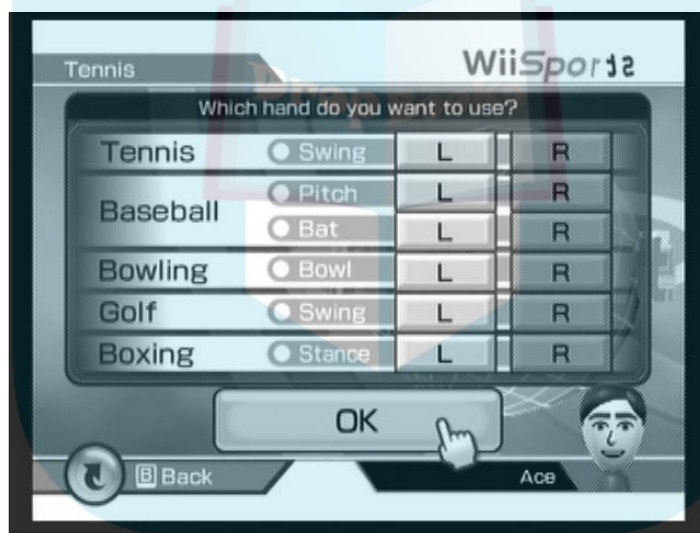 Tennis
WiiSports
Which hand do you want to use?
Tennis Swing L R
Baseball Pitch L R
Bat L R
Bowling Bowl L R
Golf Swing L R
Boxing Stance L R
OK
B Back
Ace